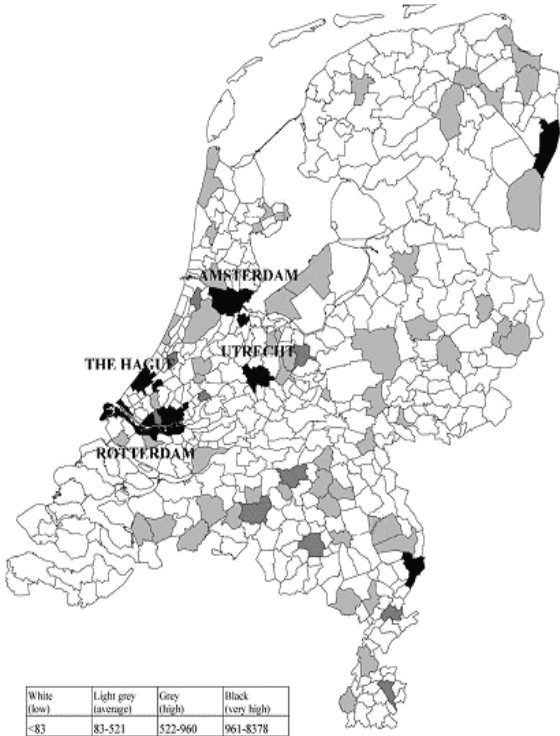 AMSTERDAM
UTRECHT
THE HAGUE
ROTTERDAM
White Light grey Grey Black
(low) (average) (high) (very high)
<83 83-521 522-960 961-8378